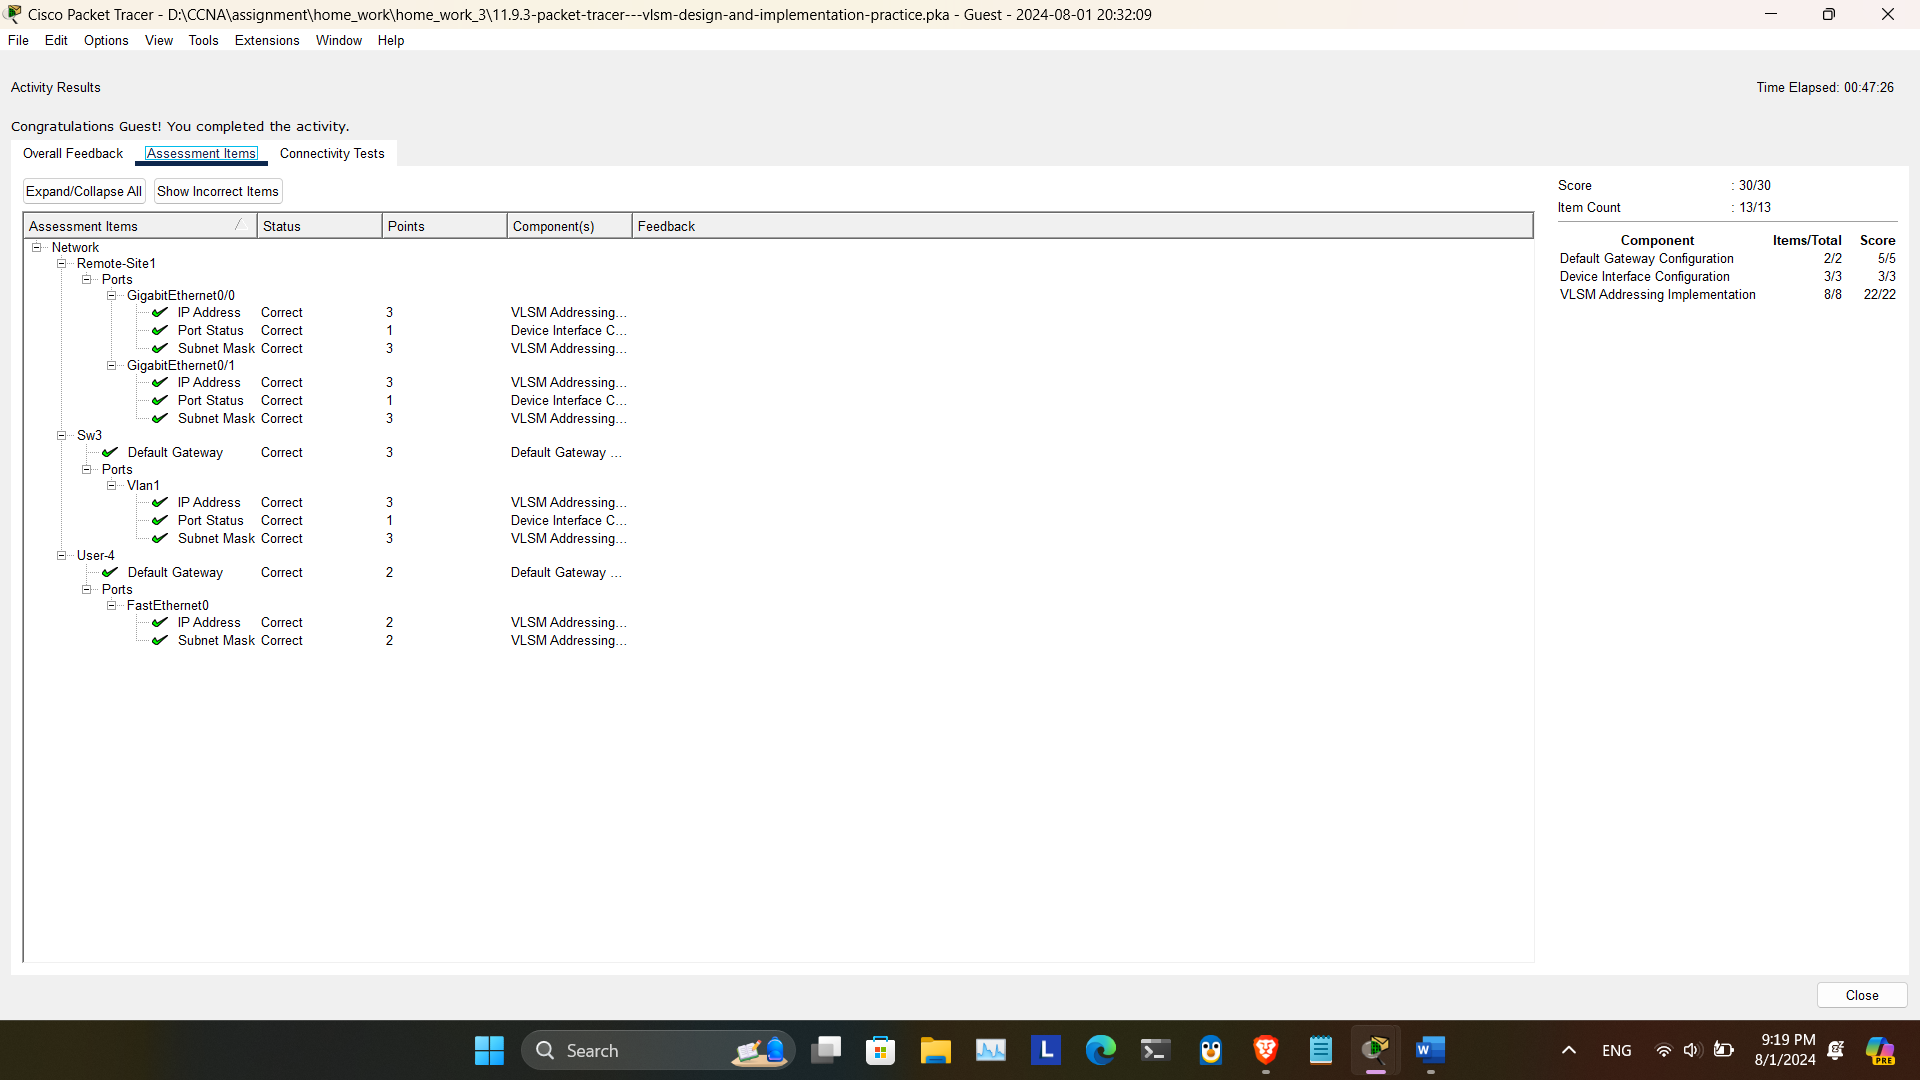 Cisco Packet Tracer - D:\CCNA\assignment\home_work\home_work_3\11.9.3-packet-tracer---vlsm-design-and-implementation-practice.pka - Guest - 2024-08-01 20:32:09
File Edit Options View Tools Extensions Window Help
Activity Results
Time Elapsed: 00:47:26
Congratulations Guest! You completed the activity.
Overall Feedback Assessment Items Connectivity Tests
Expand/Collapse All Show Incorrect Items
Assessment Items Status Points Component(s) Feedback
Network
Remote-Site1
Ports
GigabitEthernet0/0
IP Address Correct 3 VLSM Addressing...
Port Status Correct 1 Device Interface C...
Subnet Mask Correct 3 VLSM Addressing...
GigabitEthernet0/1
IP Address Correct 3 VLSM Addressing...
Port Status Correct 1 Device Interface C...
Subnet Mask Correct 3 VLSM Addressing...
Sw3
Default Gateway Correct 3 Default Gateway ...
Ports
Vlan1
IP Address Correct 3 VLSM Addressing...
Port Status Correct 1 Device Interface C...
Subnet Mask Correct 3 VLSM Addressing...
User-4
Default Gateway Correct 2 Default Gateway ...
Ports
FastEthernet0
IP Address Correct 2 VLSM Addressing...
Subnet Mask Correct 2 VLSM Addressing...
Score : 30/30
Item Count : 13/13
Component Items/Total Score
Default Gateway Configuration 2/2 5/5
Device Interface Configuration 3/3 3/3
VLSM Addressing Implementation 8/8 22/22
Close
Search
L
W
ENG
9:19 PM
8/1/2024
PRE